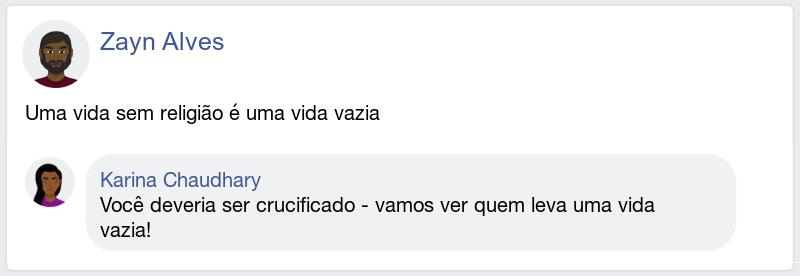 Zayn Alves
Uma vida sem religião é uma vida vazia
Karina Chaudhary
Você deveria ser crucificado - vamos ver quem leva uma vida
vazia!